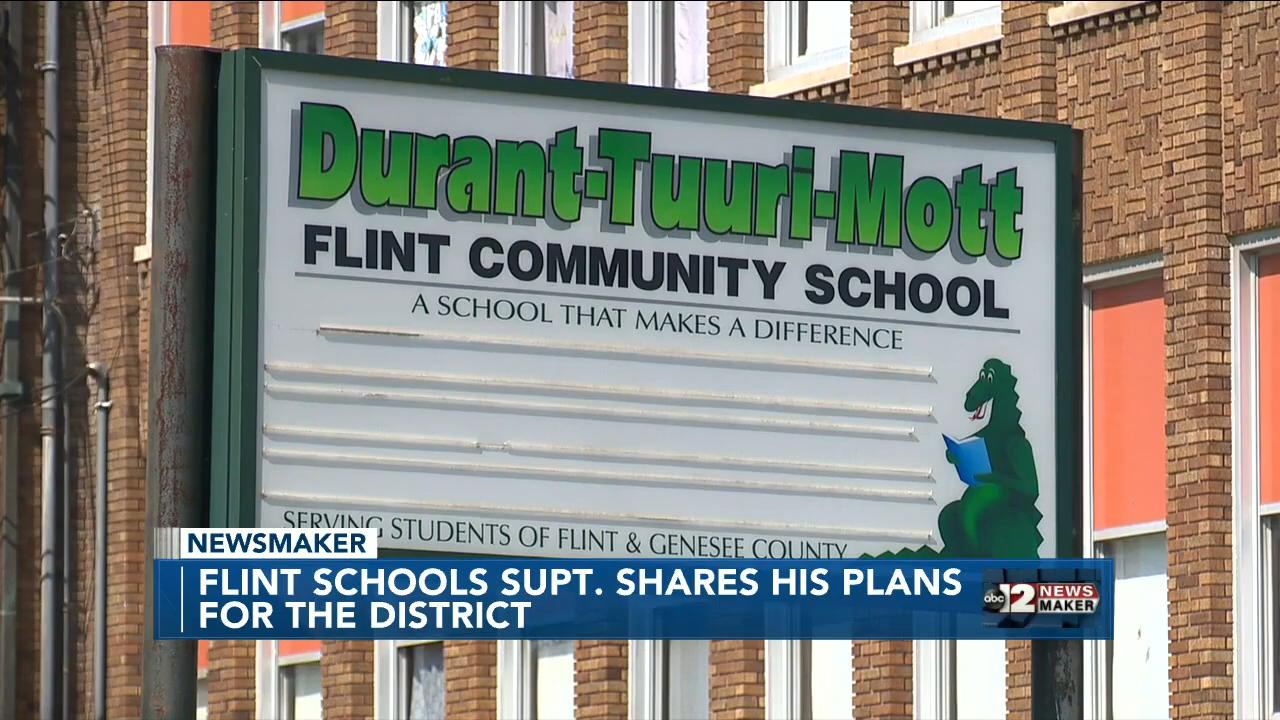 Durant-Tuuri-Mott
FLINT COMMUNITY SCHOOL
A SCHOOL THAT MAKES A DIFFERENCE
SERVING STUDENTS OF FLINT & GENESEE COUNTY
NEWSMAKER
FLINT SCHOOLS SUPT. SHARES HIS PLANS
FOR THE DISTRICT
abc 12 NEWS
MAKER